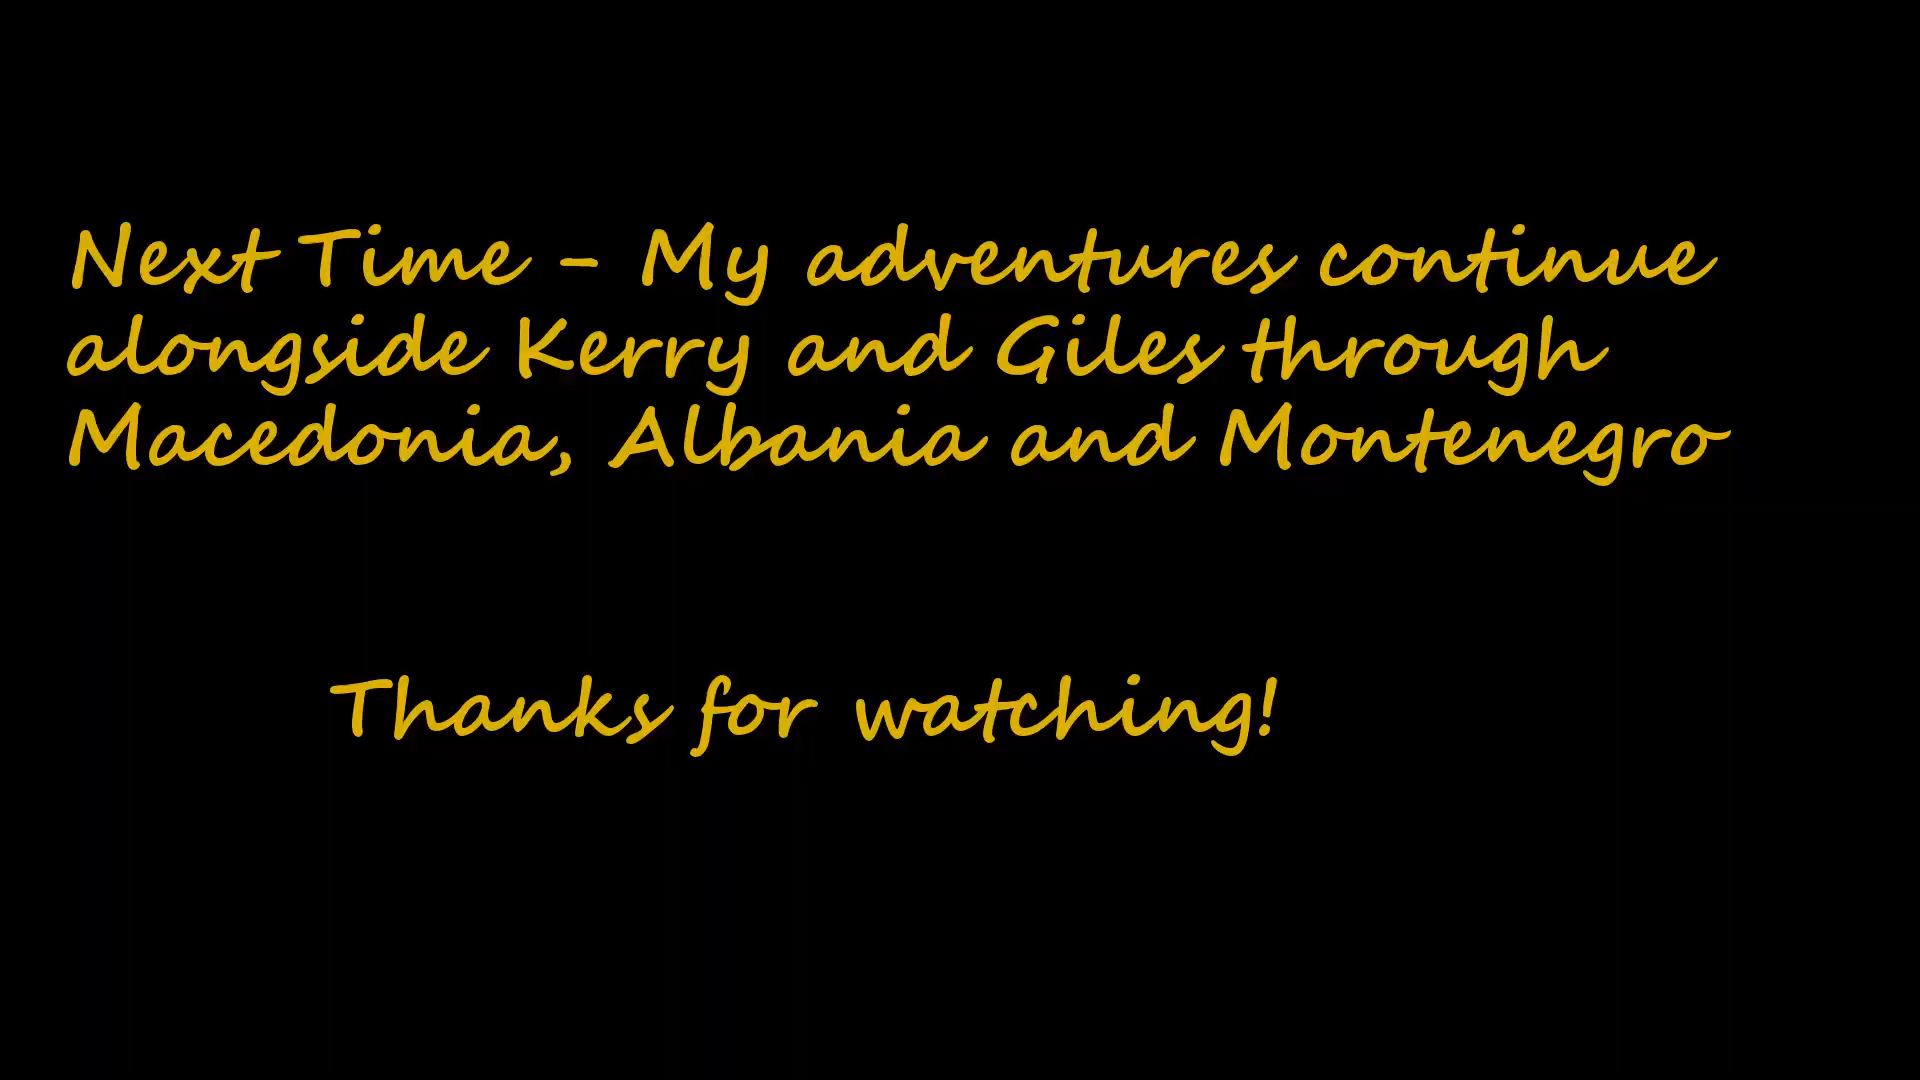 Next Time - My adventures continue
alongside Kerry and Giles through
Macedonia, Albania and Montenegro
Thanks for watching!